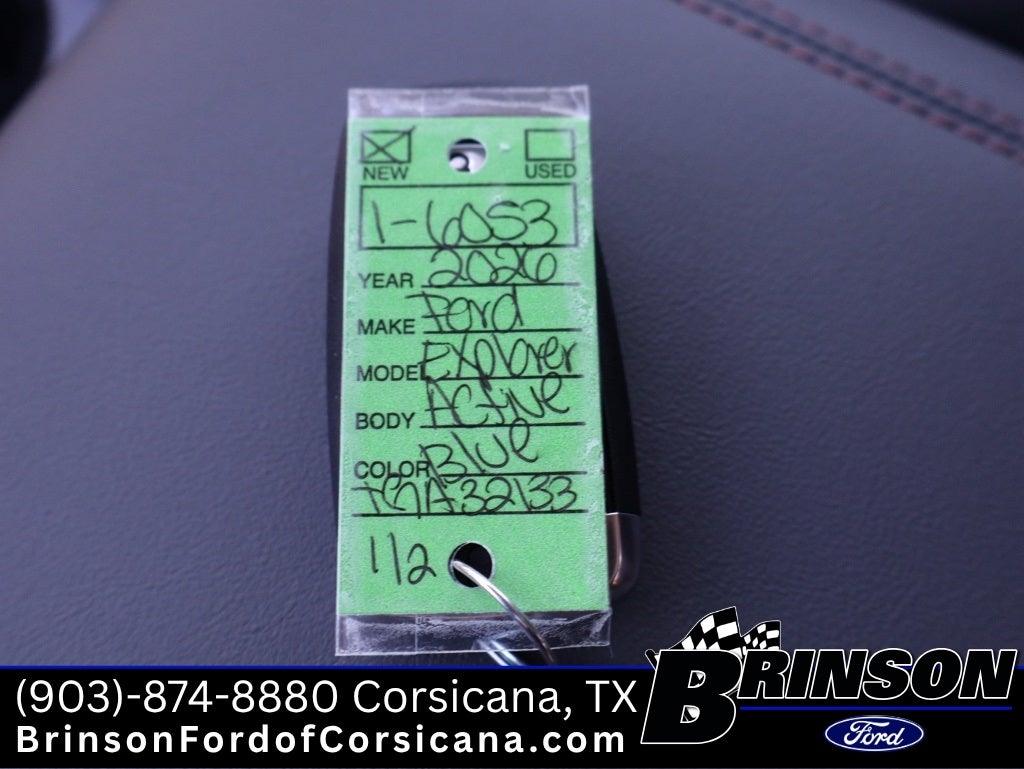 NEW USED
1-6053
YEAR 2026
MAKE Ford
MODEL Explorer
BODY Active
COLOR Blue
TGA32133
1/2
(903)-874-8880 Corsicana, TX
BrinsonFordofCorsicana.com
BRINSON
Ford